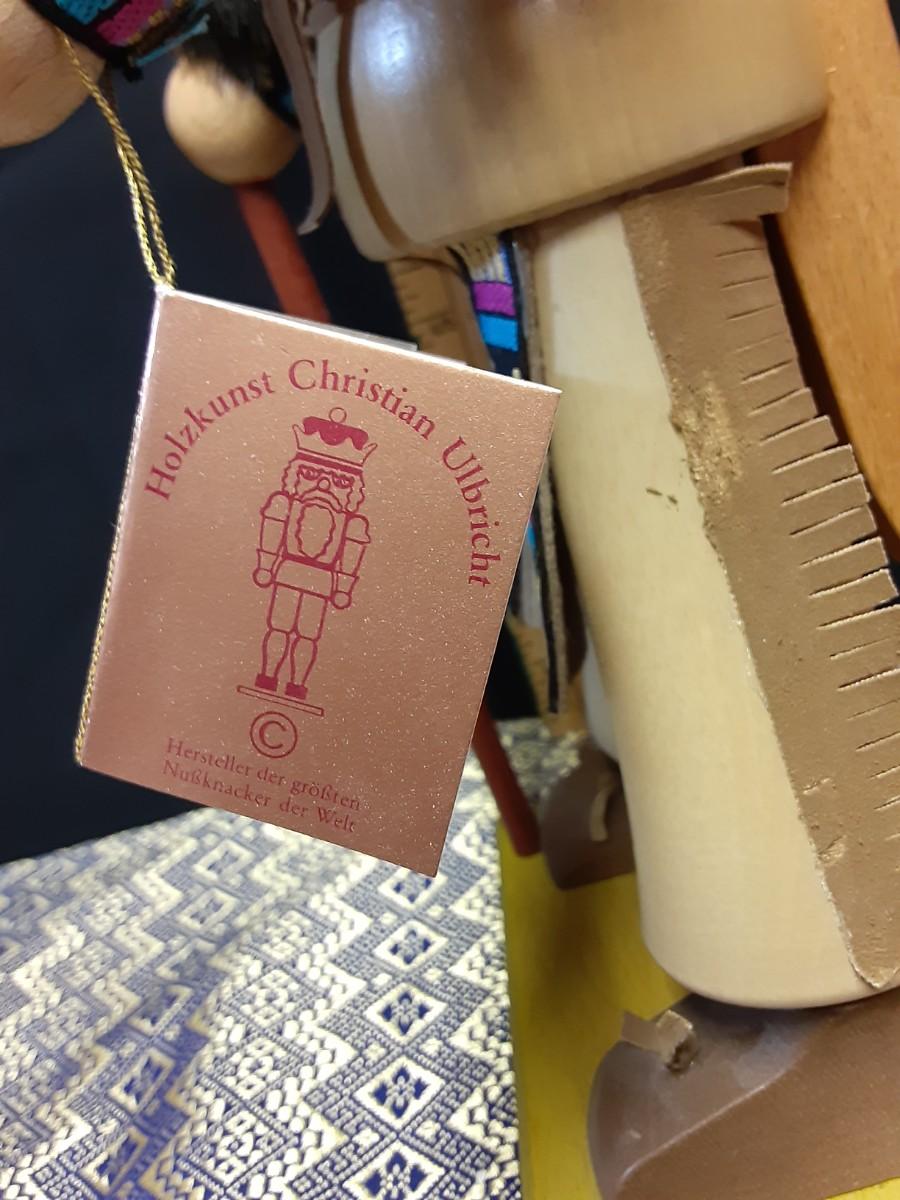 Holzkunst Christian Ulbricht
©
Hersteller der größten
Nußknacker der Welt